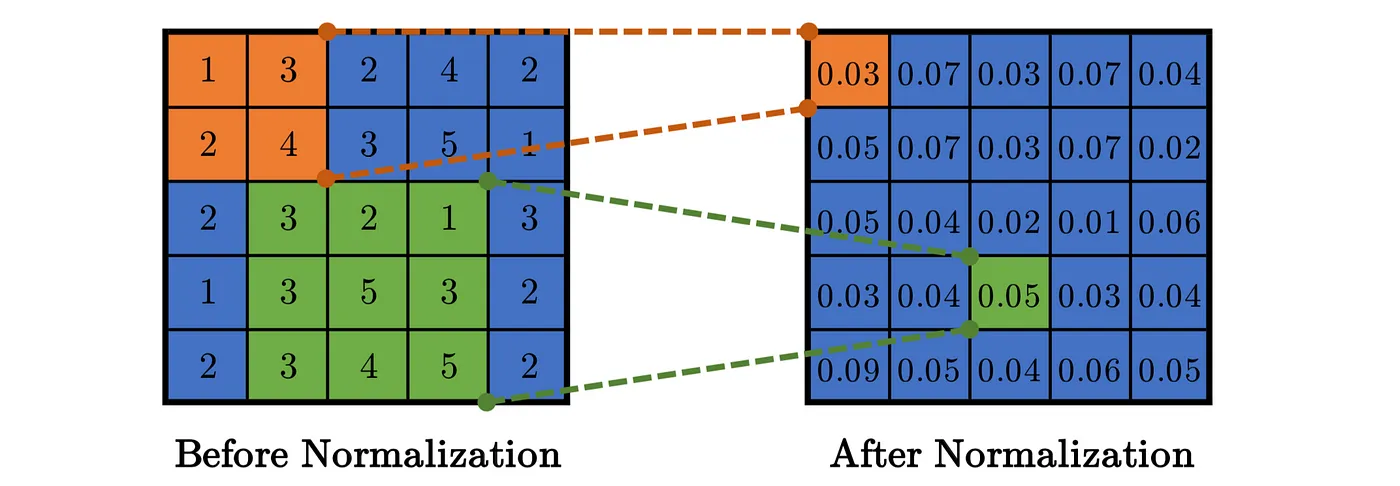 1 3 2 4 2
2 4 3 5 1
2 3 2 1 3
1 3 5 3 2
2 3 4 5 2
Before Normalization
0.03 0.07 0.03 0.07 0.04
0.05 0.07 0.03 0.07 0.02
0.05 0.04 0.02 0.01 0.06
0.03 0.04 0.05 0.03 0.04
0.09 0.05 0.04 0.06 0.05
After Normalization